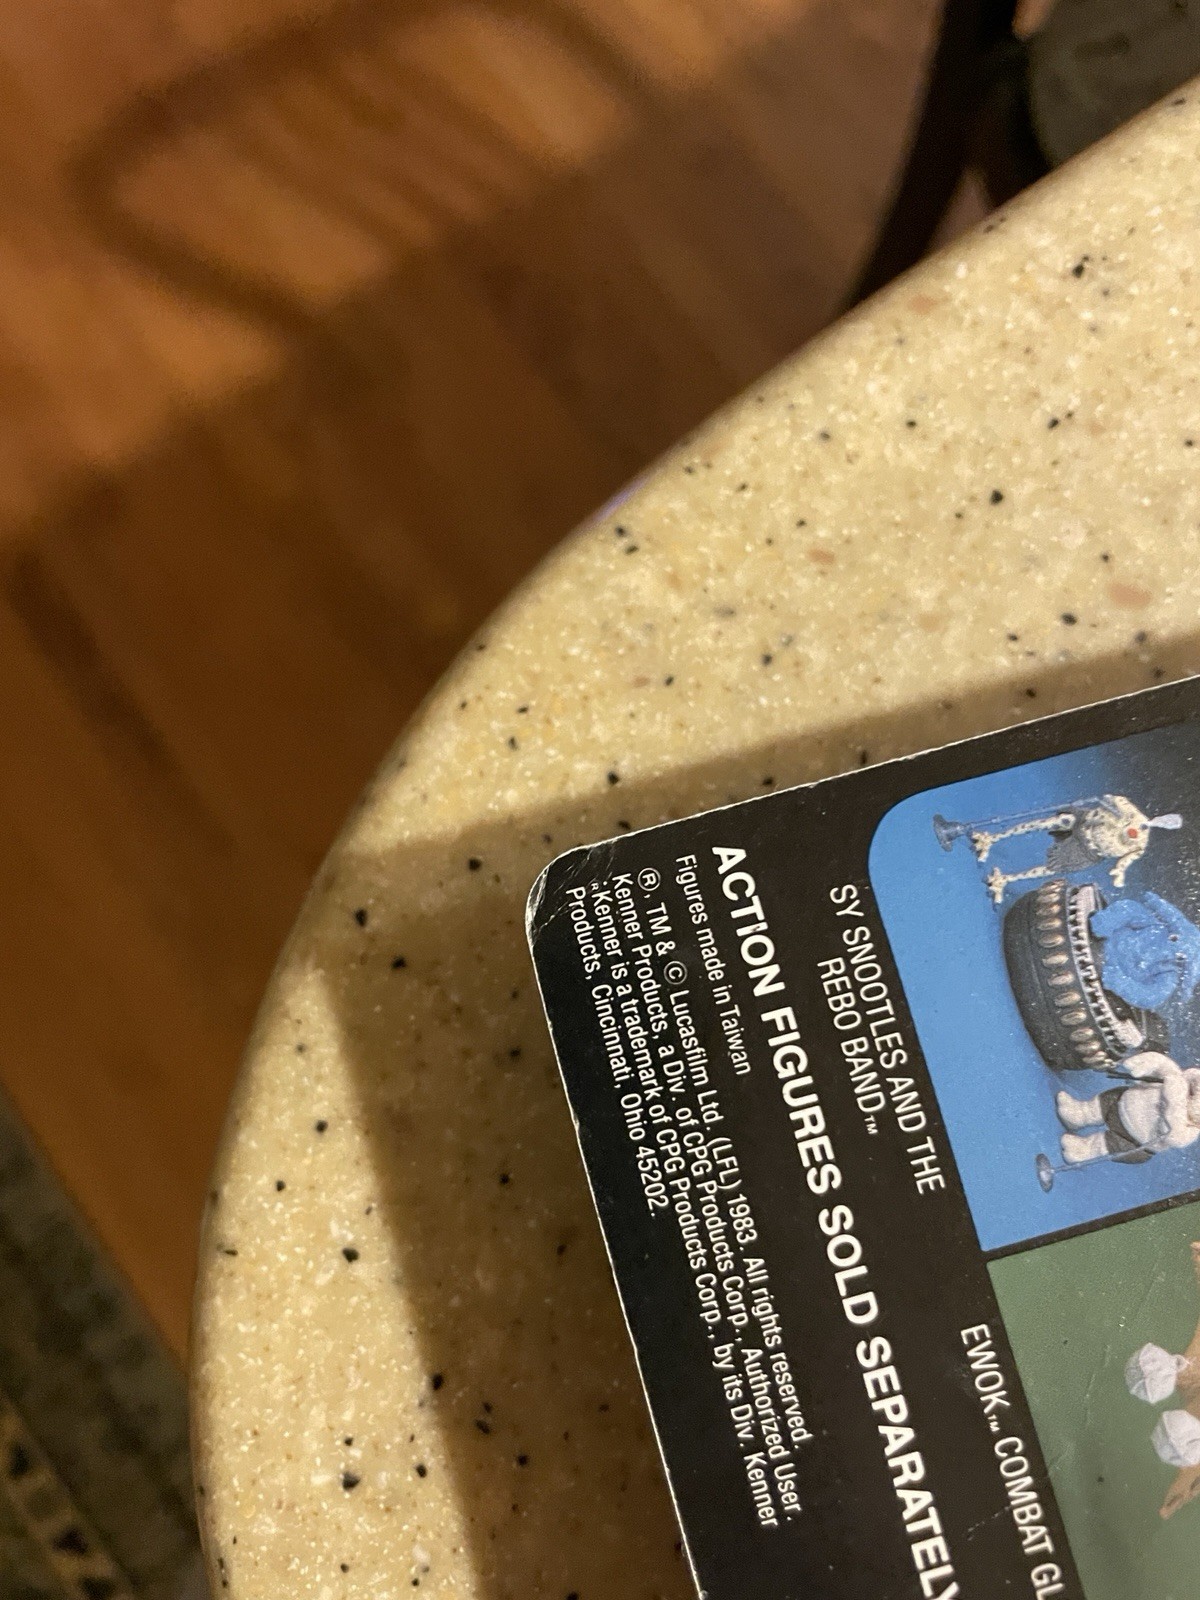 SY SNOOTLES AND THE
REBO BAND™
EWOK™ COMBAT GL
ACTION FIGURES SOLD SEPARATELY
Figures made in Taiwan
®, TM & © Lucasfilm Ltd. (LFL) 1983. All rights reserved.
Kenner Products, a Div. of CPG Products Corp., Authorized User.
Kenner is a trademark of CPG Products Corp., by its Div. Kenner
Products, Cincinnati, Ohio 45202.